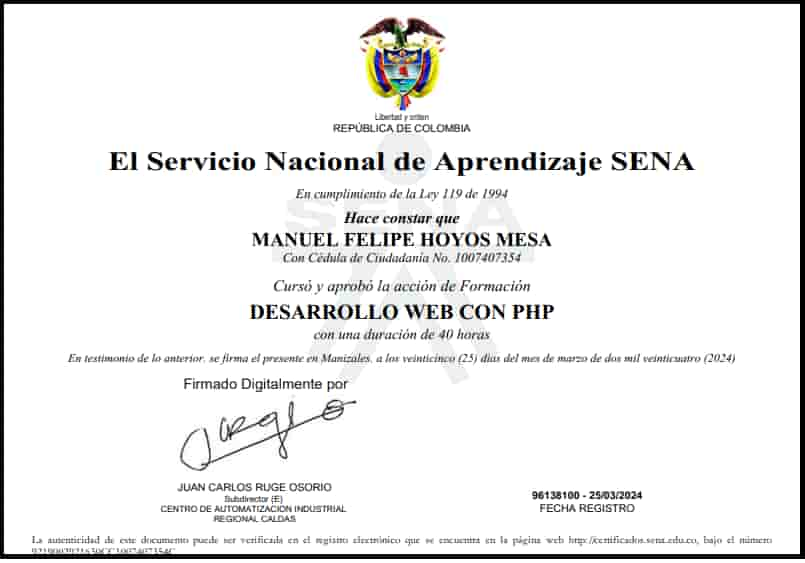 Libertad y orden
REPÚBLICA DE COLOMBIA
El Servicio Nacional de Aprendizaje SENA
En cumplimiento de la Ley 119 de 1994
SENA
Hace constar que
MANUEL FELIPE HOYOS MESA
Con Cédula de Ciudadanía No. 1007407354
Cursó y aprobó la acción de Formación
DESARROLLO WEB CON PHP
con una duración de 40 horas
En testimonio de lo anterior, se firma el presente en Manizales, a los veinticinco (25) días del mes de marzo de dos mil veinticuatro (2024)
Firmado Digitalmente por
JUAN CARLOS RUGE OSORIO
Subdirector (E)
CENTRO DE AUTOMATIZACION INDUSTRIAL
REGIONAL CALDAS
96138100 - 25/03/2024
FECHA REGISTRO
La autenticidad de este documento puede ser verificada en el registro electrónico que se encuentra en la página web http://certificados.sena.edu.co, bajo el número